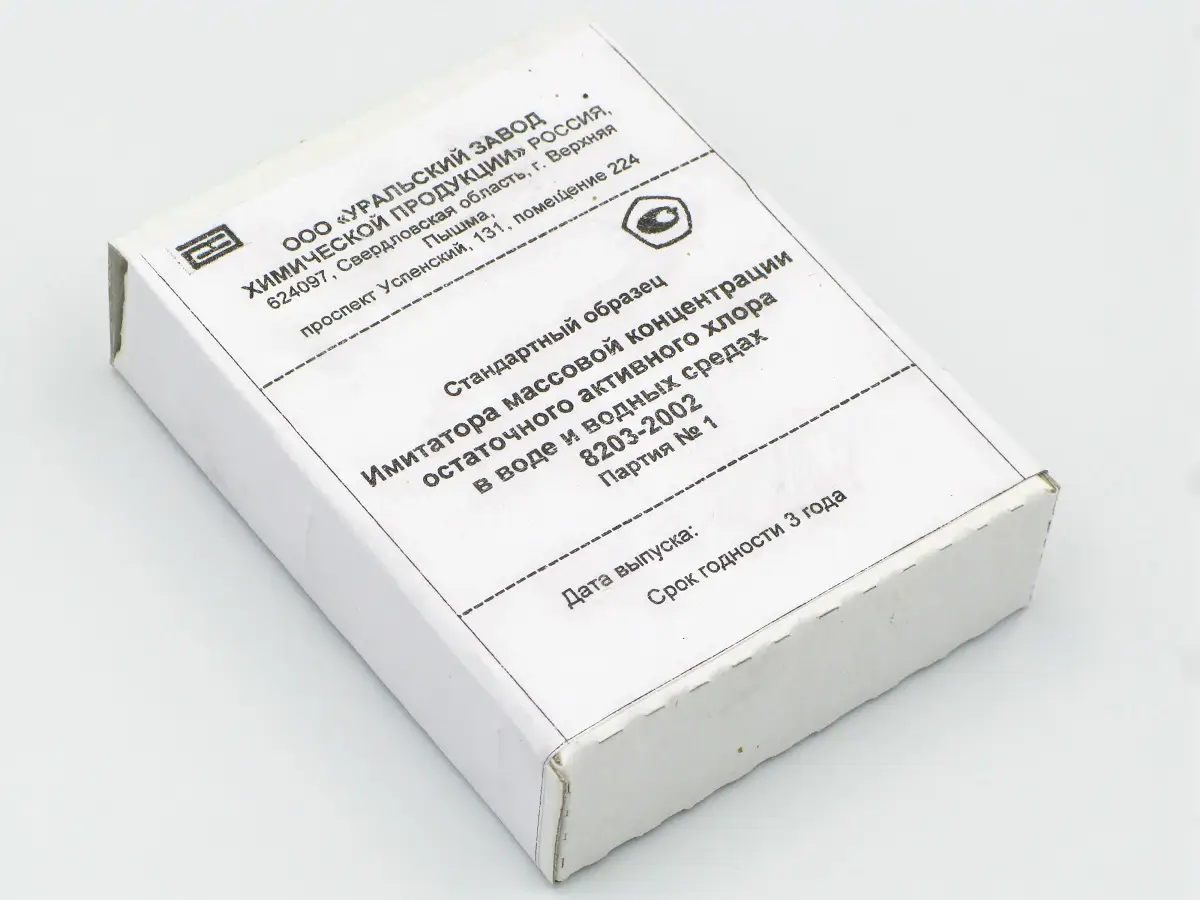 ООО «УРАЛЬСКИЙ ЗАВОД
ХИМИЧЕСКОЙ ПРОДУКЦИИ» РОССИЯ,
624097, Свердловская область, г. Верхняя
Пышма,
проспект Успенский, 131, помещение 224
Стандартный образец
Имитатора массовой концентрации
остаточного активного хлора
в воде и водных средах
8203-2002
Партия № 1
Дата выпуска:
Срок годности 3 года